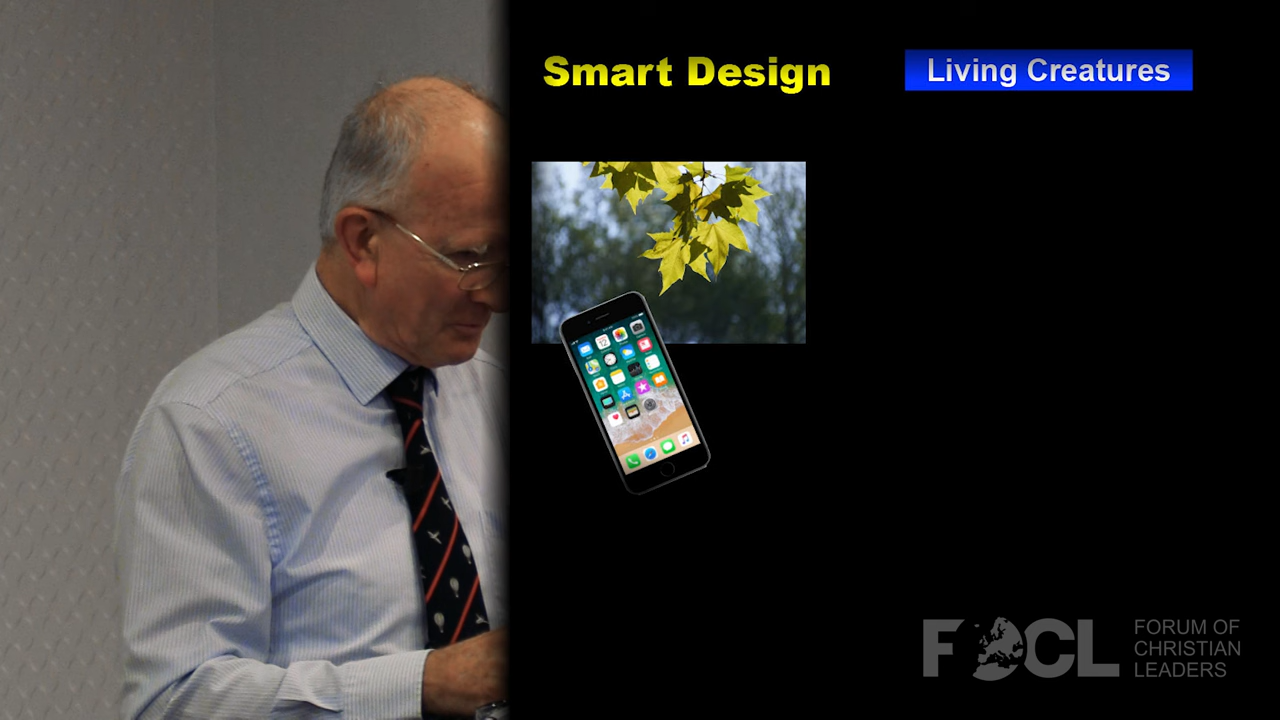 Smart Design
Living Creatures
FOCL
FORUM OF
CHRISTIAN
LEADERS